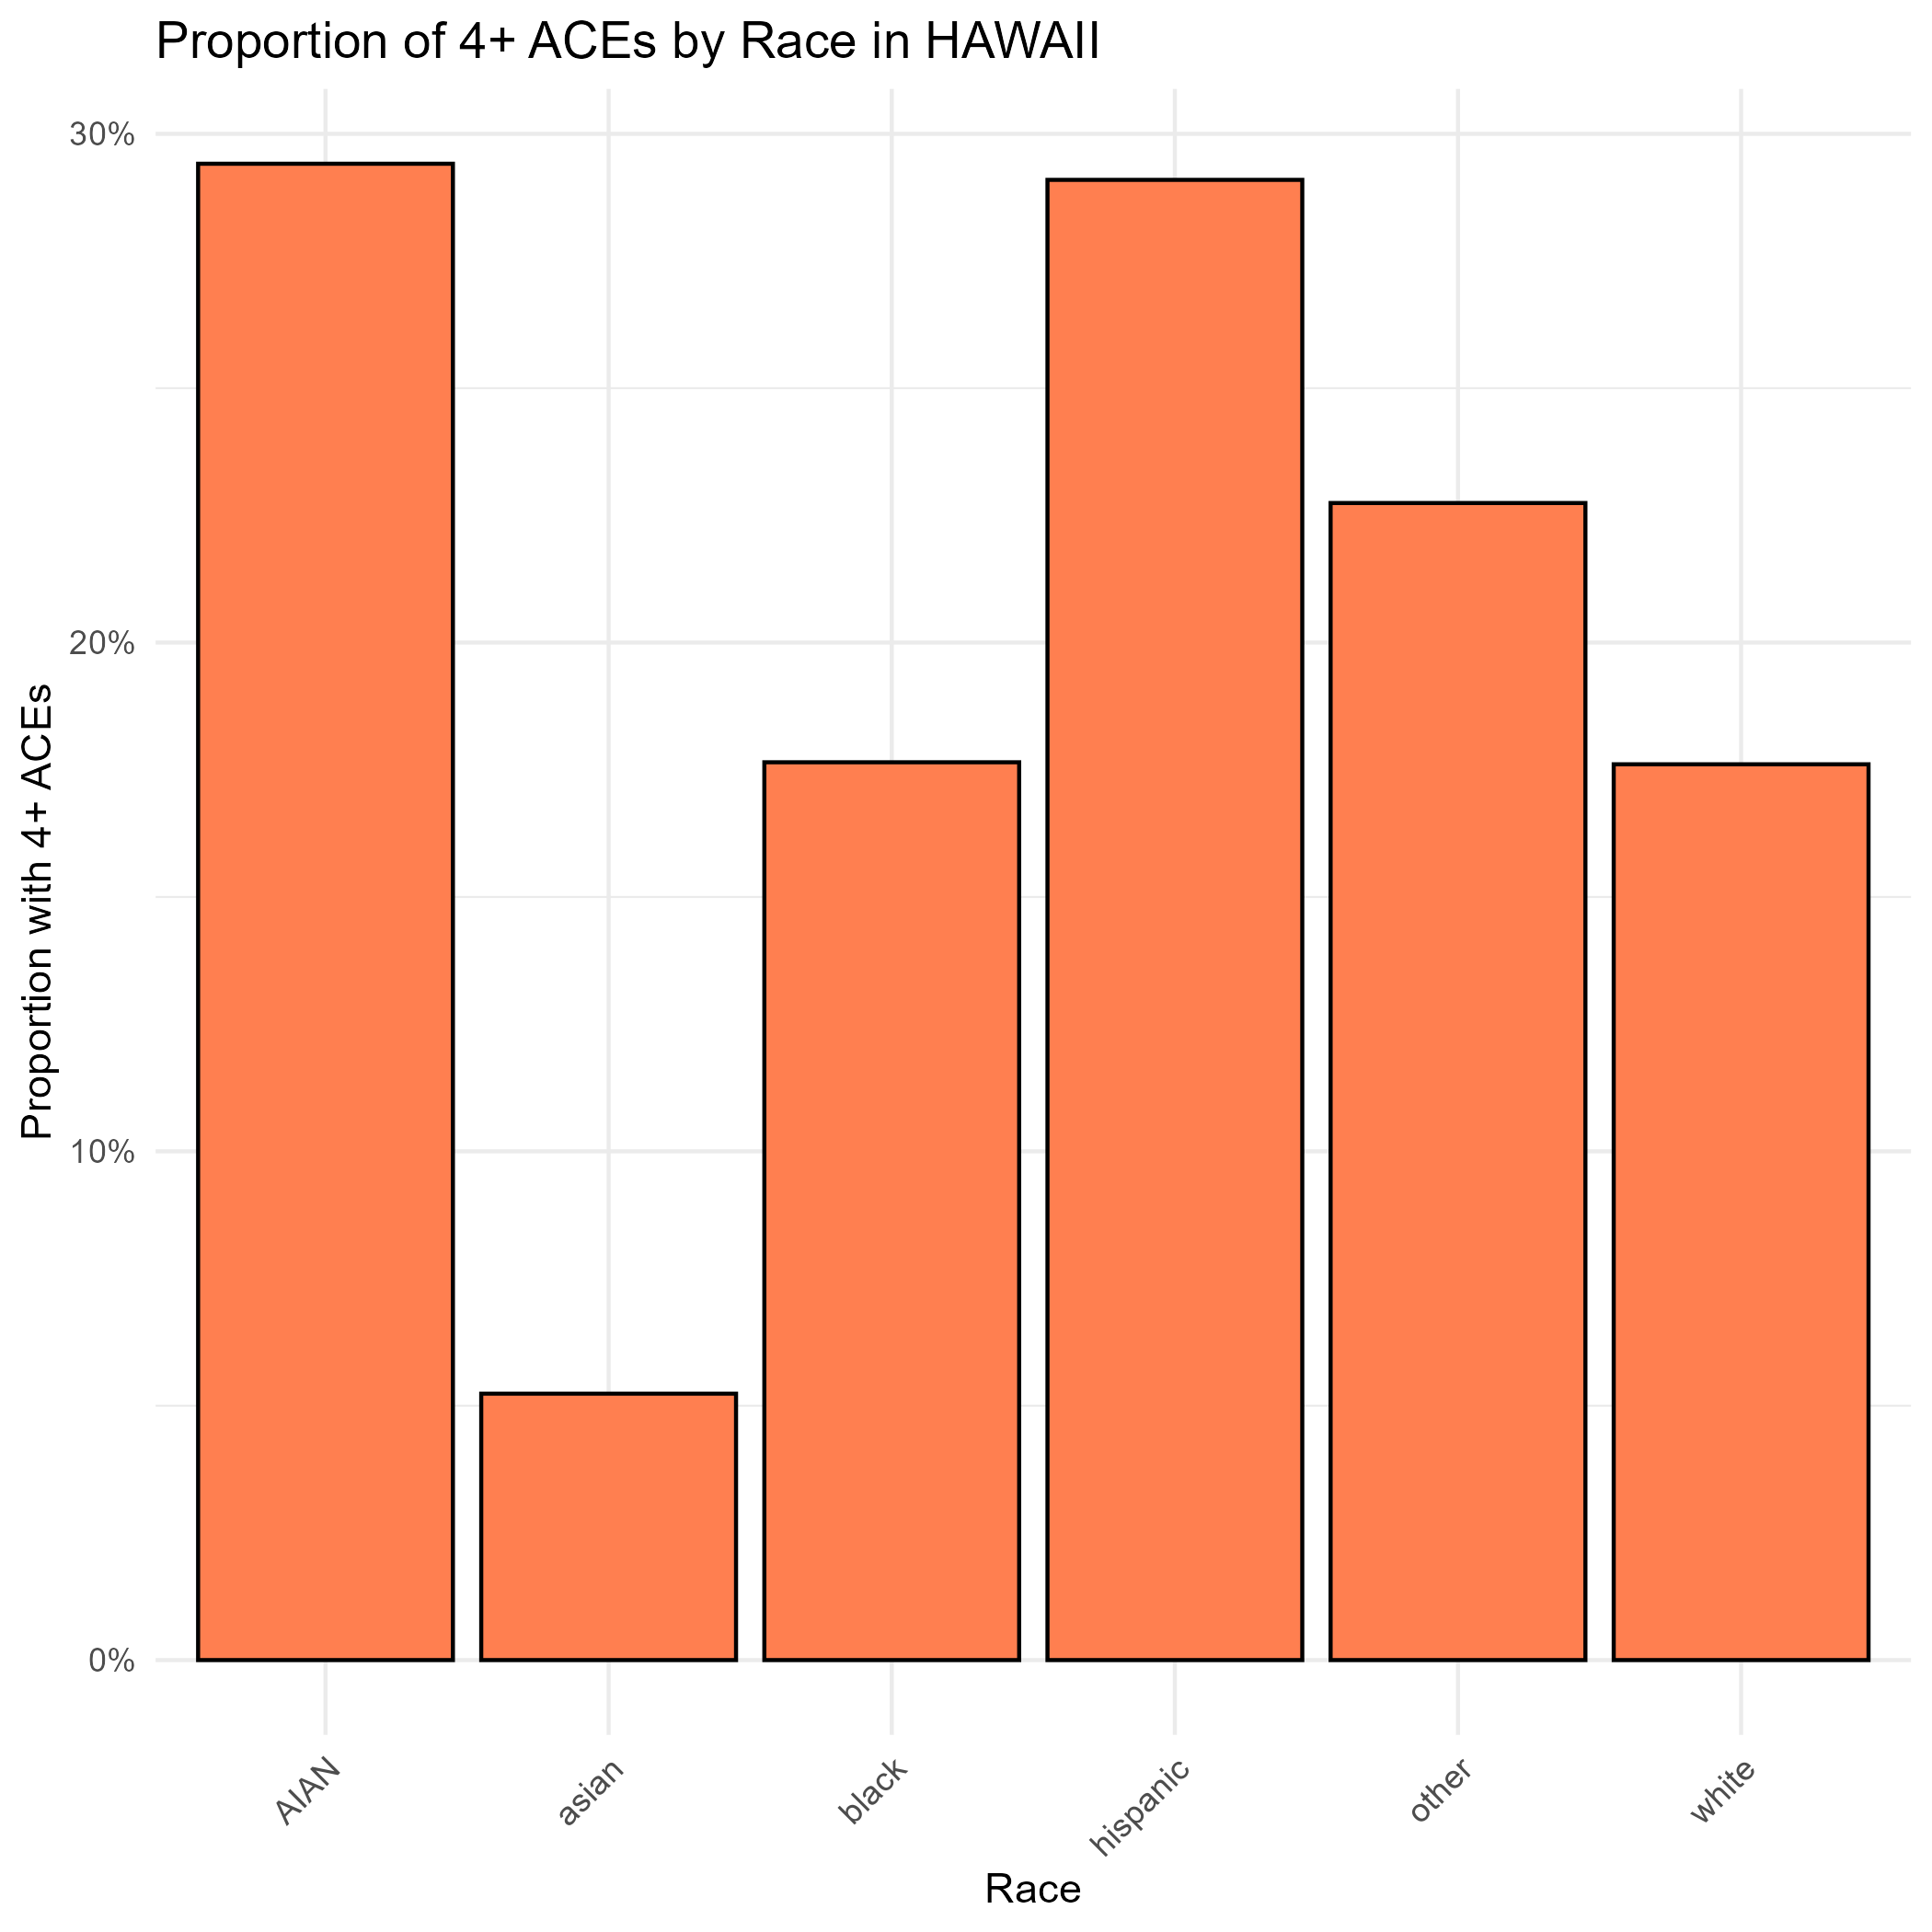 Proportion of 4+ ACEs by Race in HAWAII
Proportion with 4+ ACEs
30%
20%
10%
0%
AIAN
asian
black
hispanic
other
white
Race